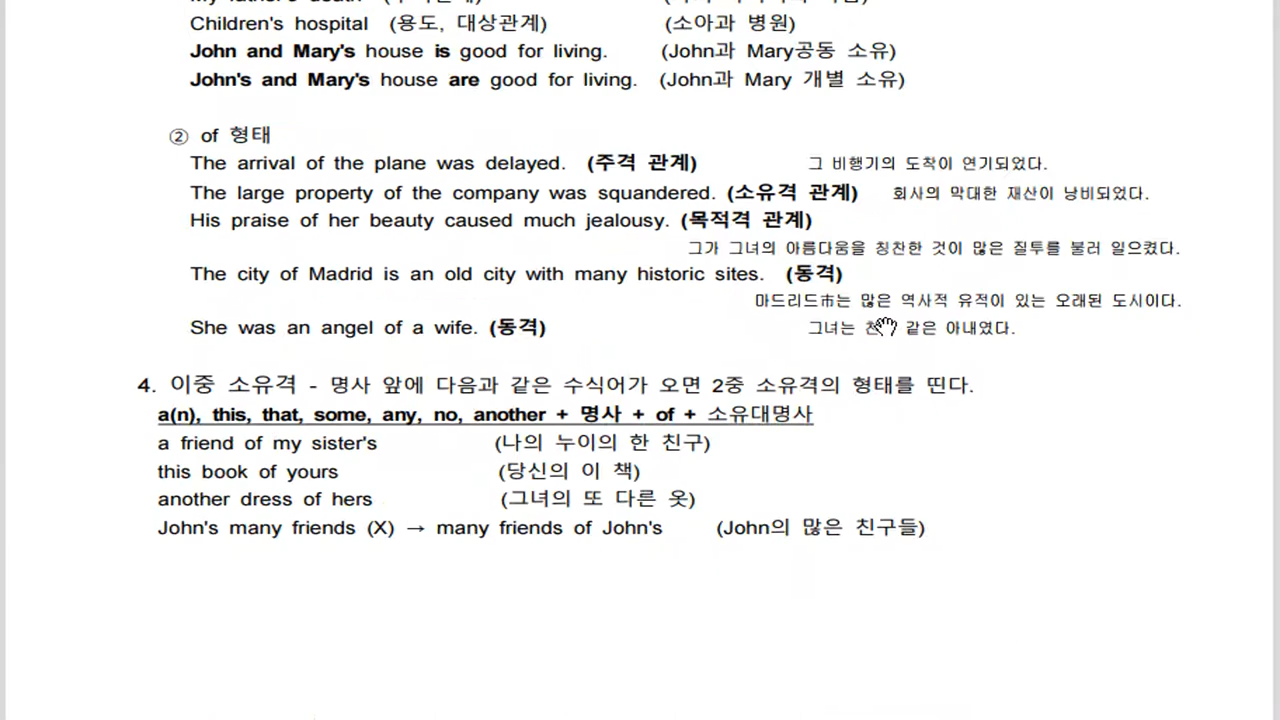 Children's hospital (용도, 대상관계) (소아과 병원)
John and Mary's house is good for living. (John과 Mary공동 소유)
John's and Mary's house are good for living. (John과 Mary 개별 소유)
② of 형태
The arrival of the plane was delayed. (주격 관계) 그 비행기의 도착이 연기되었다.
The large property of the company was squandered. (소유격 관계) 회사의 막대한 재산이 낭비되었다.
His praise of her beauty caused much jealousy. (목적격 관계)
그가 그녀의 아름다움을 칭찬한 것이 많은 질투를 불러 일으켰다.
The city of Madrid is an old city with many historic sites. (동격)
마드리드市는 많은 역사적 유적이 있는 오래된 도시이다.
She was an angel of a wife. (동격) 그녀는 같은 아내였다.
4. 이중 소유격 - 명사 앞에 다음과 같은 수식어가 오면 2중 소유격의 형태를 띤다.
a(n), this, that, some, any, no, another + 명사 + of + 소유대명사
a friend of my sister's (나의 누이의 한 친구)
this book of yours (당신의 이 책)
another dress of hers (그녀의 또 다른 옷)
John's many friends (X) → many friends of John's (John의 많은 친구들)